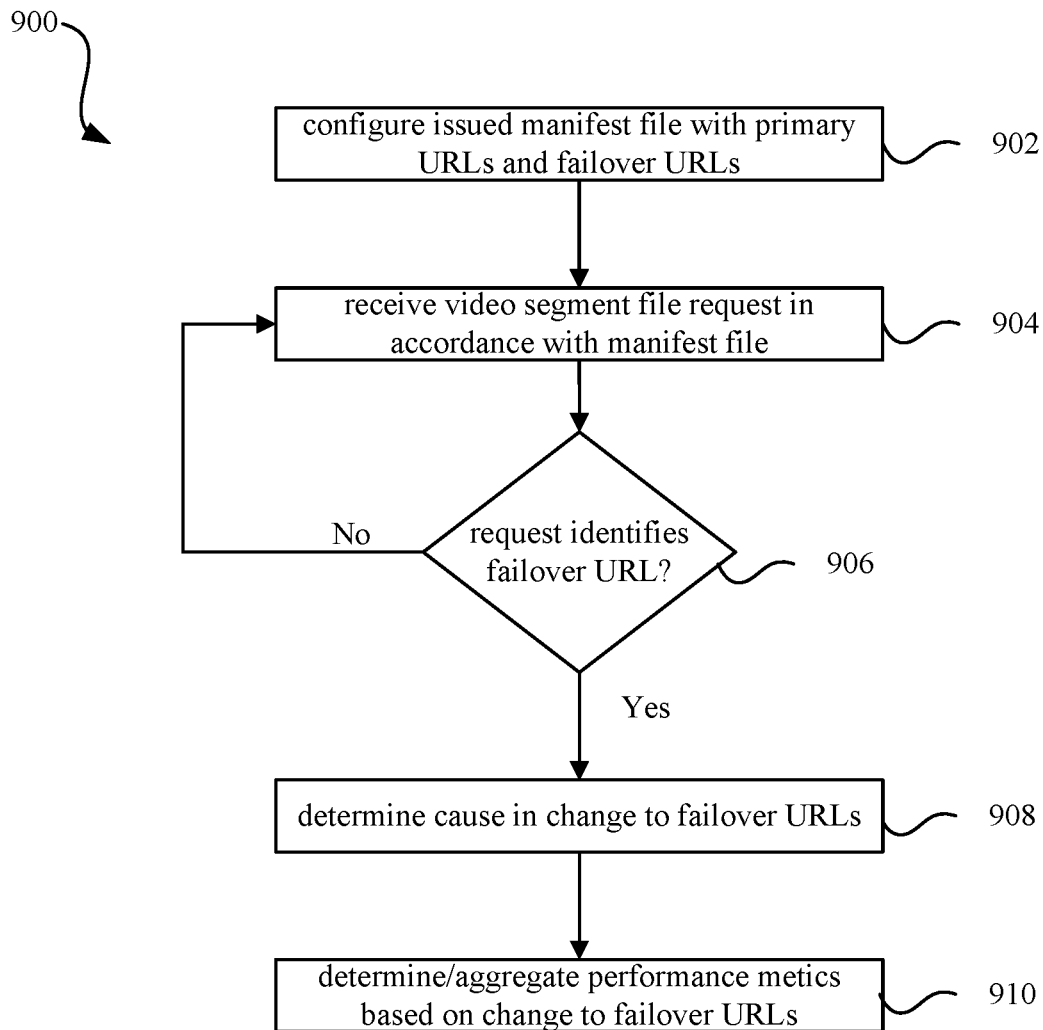 900
configure issued manifest file with primary
URLs and failover URLs
902
receive video segment file request in
accordance with manifest file
904
request identifies
failover URL?
906
No
Yes
determine cause in change to failover URLs
908
determine/aggregate performance metics
based on change to failover URLs
910